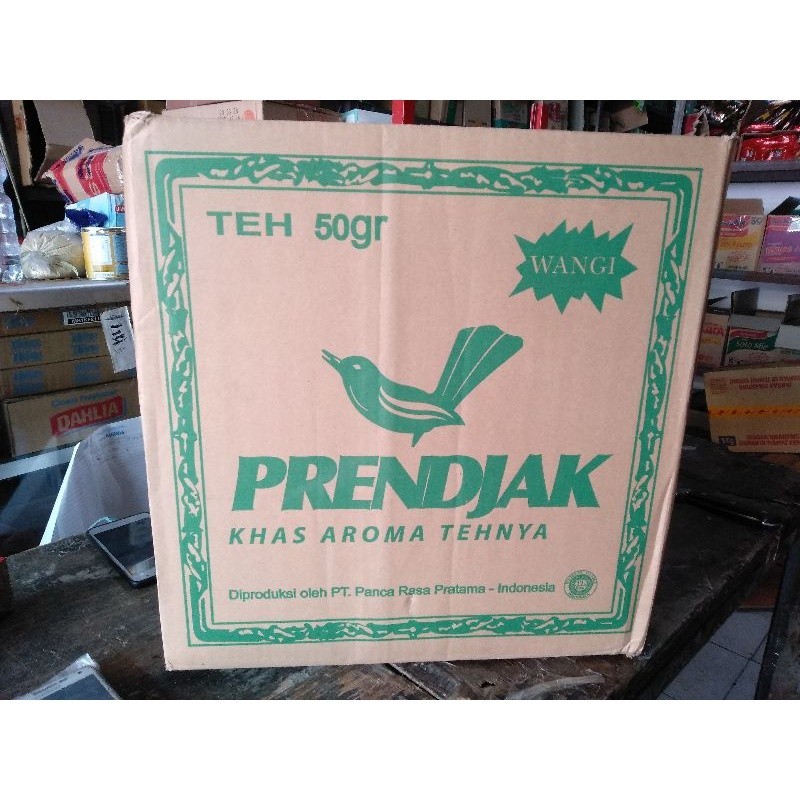 TEH 50gr
WANGI
PRENDJAK
KHAS AROMA TEHNYA
Diproduksi oleh PT. Panca Rasa Pratama - Indonesia
DAHLIA